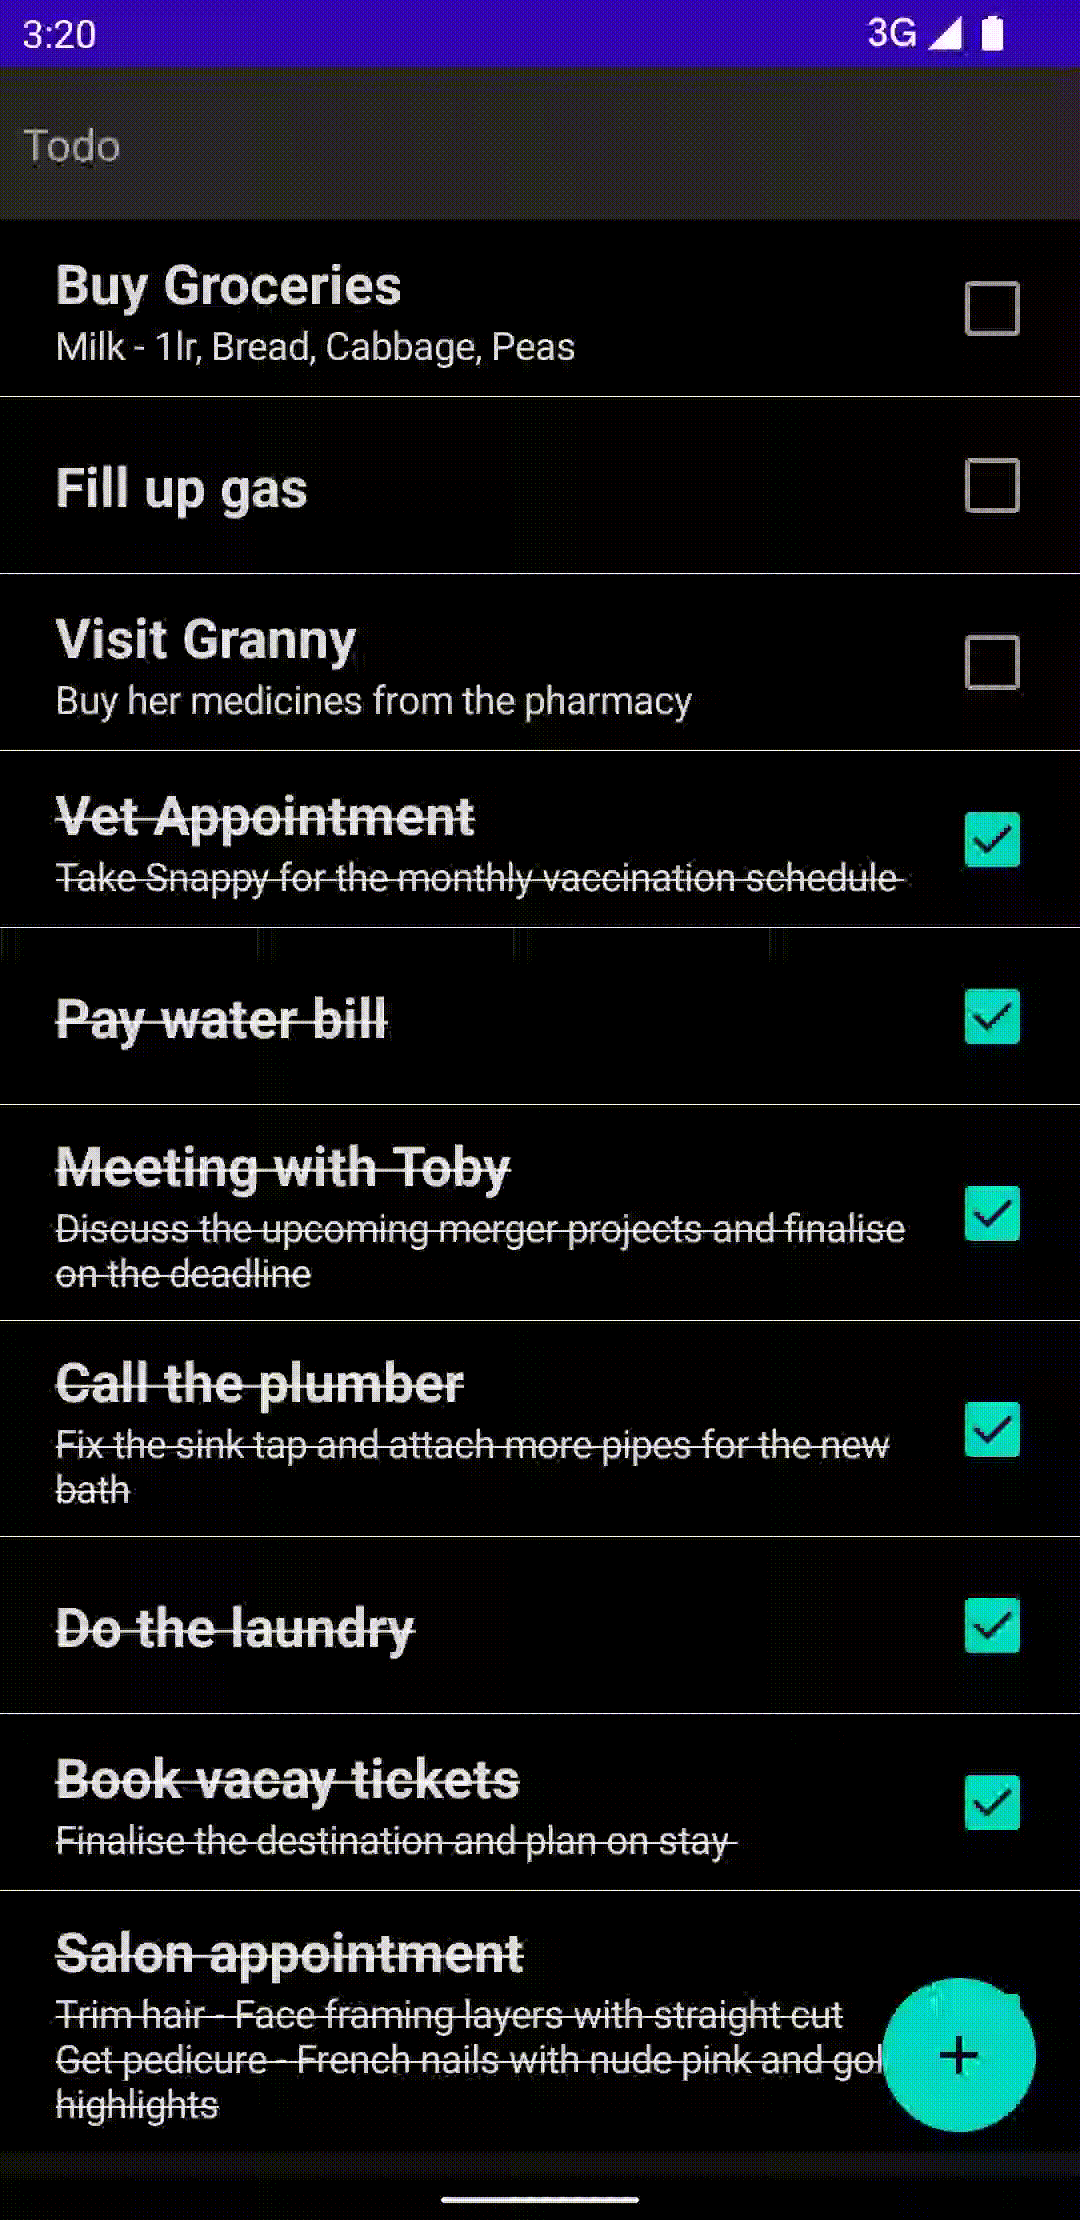 3:20 3G
Todo
Buy Groceries
Milk - 1lr, Bread, Cabbage, Peas
Fill up gas
Visit Granny
Buy her medicines from the pharmacy
Vet Appointment
Take Snappy for the monthly vaccination schedule
Pay water bill
Meeting with Toby
Discuss the upcoming merger projects and finalise
on the deadline
Call the plumber
Fix the sink tap and attach more pipes for the new
bath
Do the laundry
Book vacay tickets
Finalise the destination and plan on stay
Salon appointment
Trim hair - Face framing layers with straight cut
Get pedicure - French nails with nude pink and gol
highlights